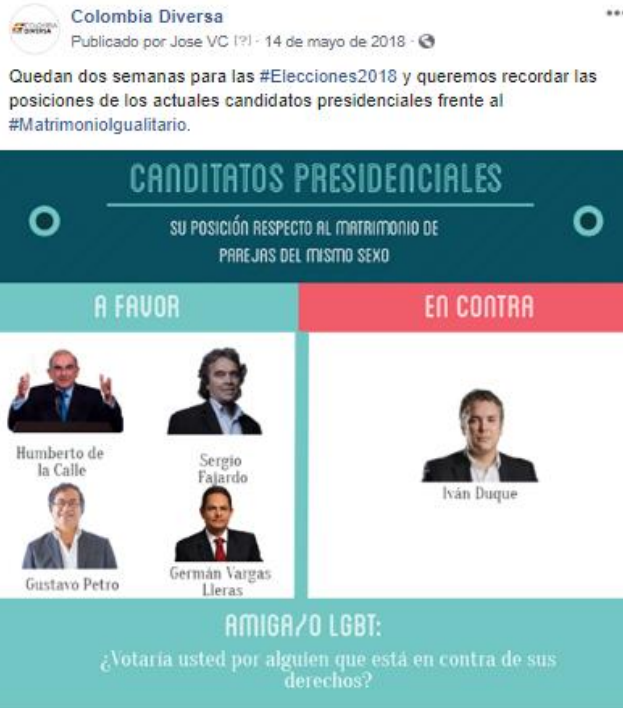 Colombia Diversa
COLOMBIA
DIVERSA
Publicado por Jose VC [?] · 14 de mayo de 2018 ·
Quedan dos semanas para las #Elecciones2018 y queremos recordar las
posiciones de los actuales candidatos presidenciales frente al
#MatrimonioIgualitario.
CANDITATOS PRESIDENCIALES
SU POSICIÓN RESPECTO AL MATRIMONIO DE
PAREJAS DEL MISMO SEXO
A FAVOR
EN CONTRA
Humberto de
la Calle
Sergio
Fajardo
Gustavo Petro
Germán Vargas
Lleras
Iván Duque
AMIGA/O LGBT:
¿Votaría usted por alguien que está en contra de sus
derechos?